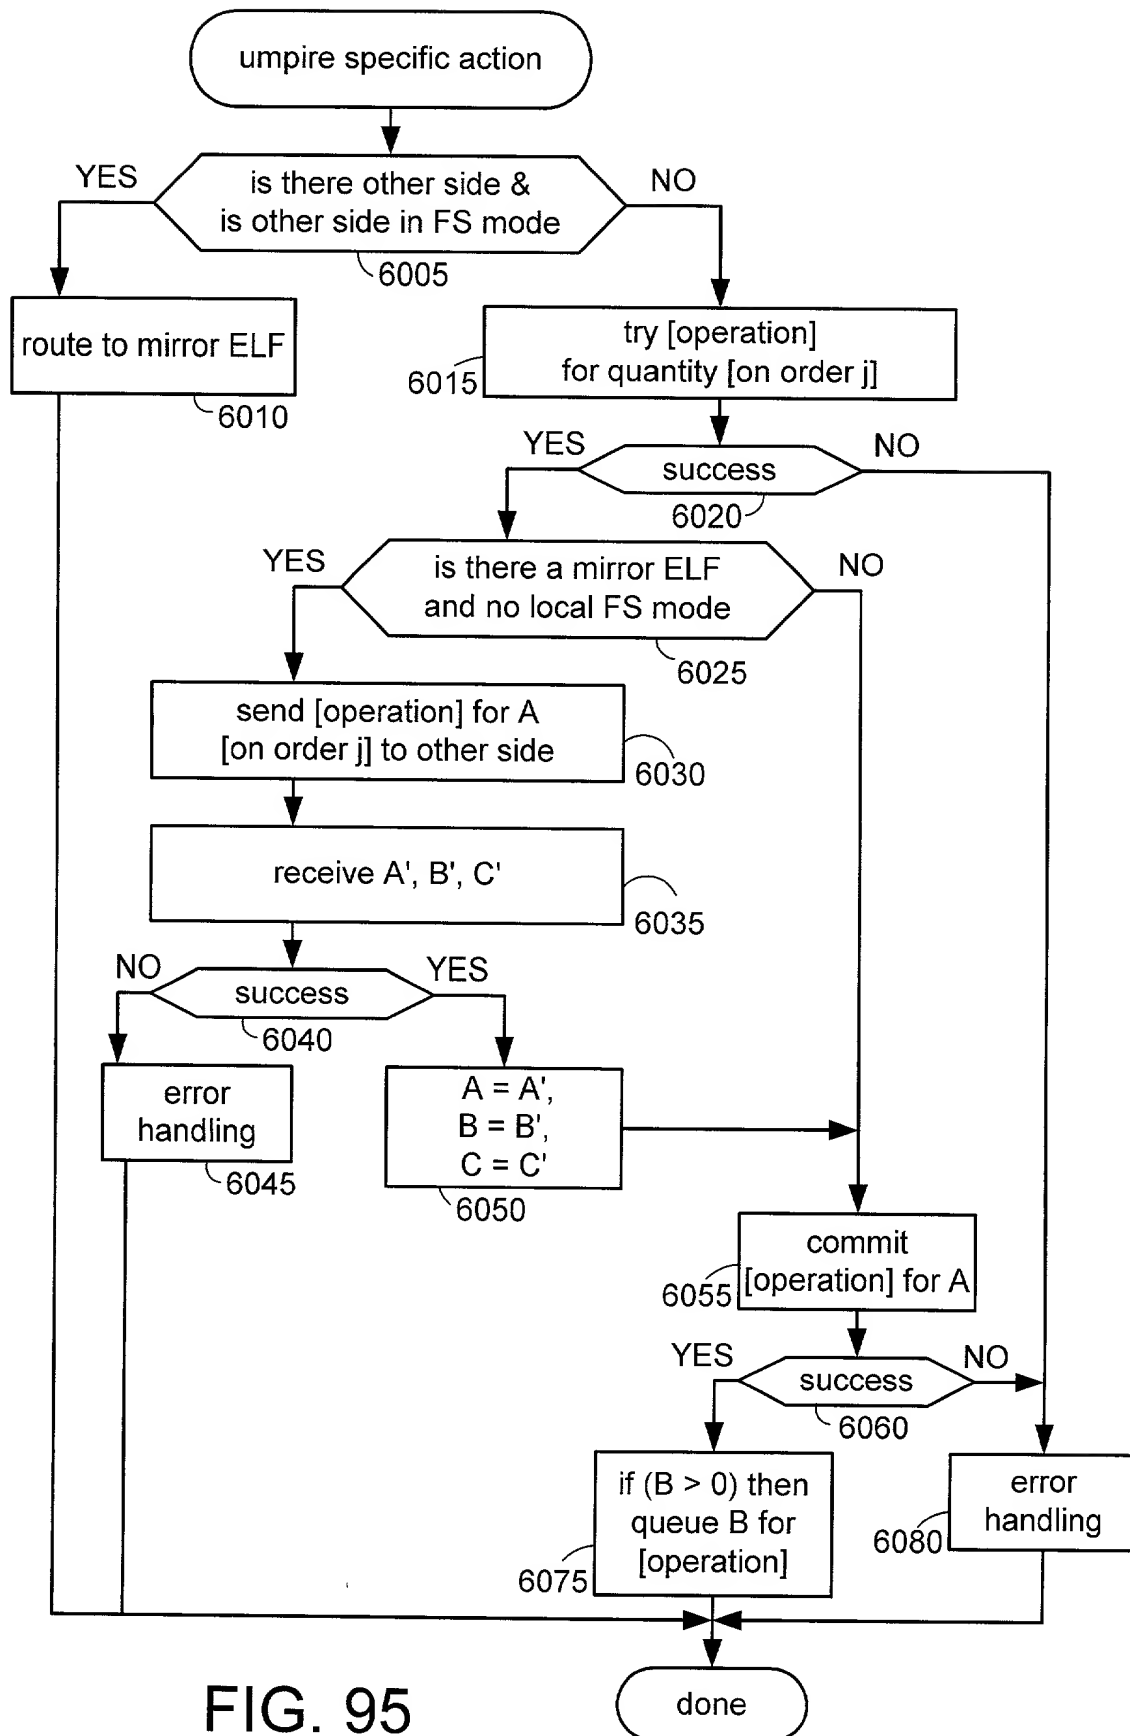 umpire specific action
YES
is there other side &
is other side in FS mode
NO
6005
route to mirror ELF
6010
try [operation]
for quantity [on order j]
6015
YES
success
NO
6020
YES
is there a mirror ELF
and no local FS mode
NO
6025
send [operation] for A
[on order j] to other side
6030
receive A', B', C'
6035
NO
success
YES
6040
error
handling
6045
A = A',
B = B',
C = C'
6050
commit
[operation] for A
6055
YES
success
NO
6060
if (B > 0) then
queue B for
[operation]
6075
error
handling
6080
done
FIG. 95